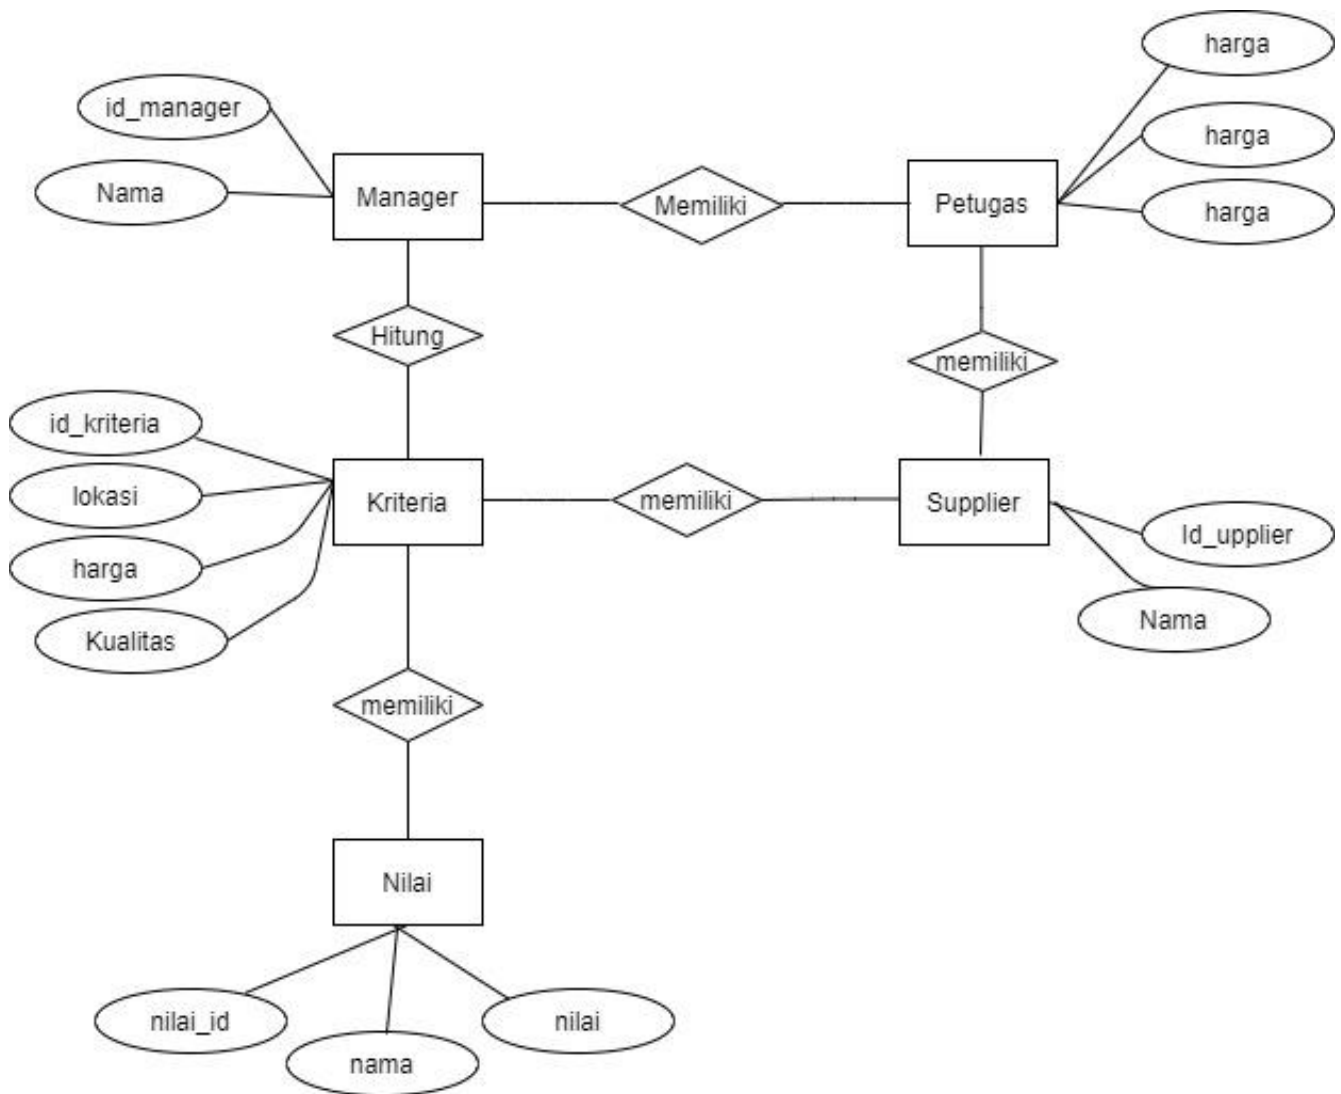 harga
id_manager
harga
Nama
Manager
Memiliki
Petugas
harga
Hitung
memiliki
id_kriteria
lokasi
Kriteria
memiliki
Supplier
Id_upplier
harga
Kualitas
Nama
memiliki
Nilai
nilai_id
nilai
nama